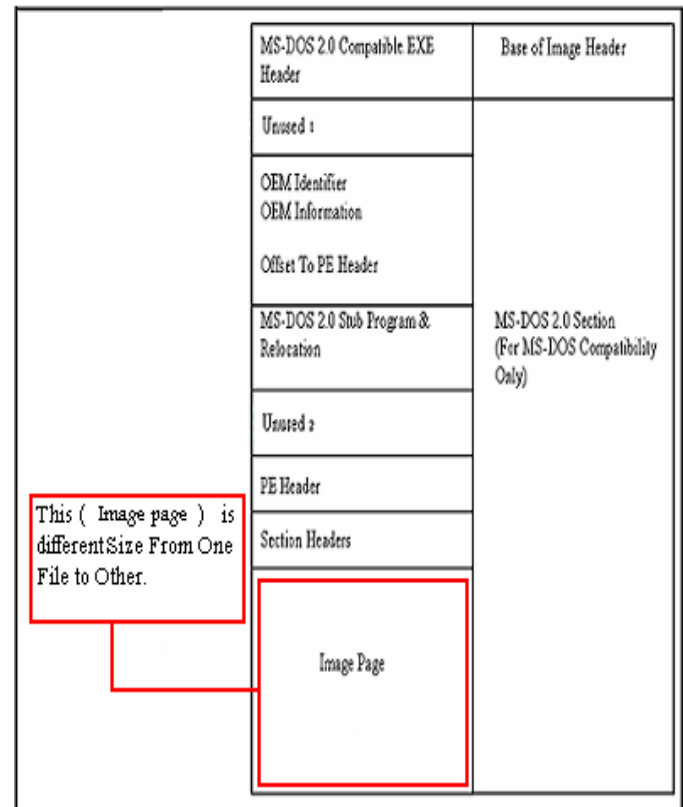 MS-DOS 2.0 Compatible EXE
Header
Base of Image Header
Unused 1
OEM Identifier
OEM Information
Offset To PE Header
MS-DOS 2.0 Stub Program &
Relocation
MS-DOS 2.0 Section
(For MS-DOS Compatibility
Only)
Unused 2
PE Header
Section Headers
This ( Image page ) is
different Size From One
File to Other.
Image Page